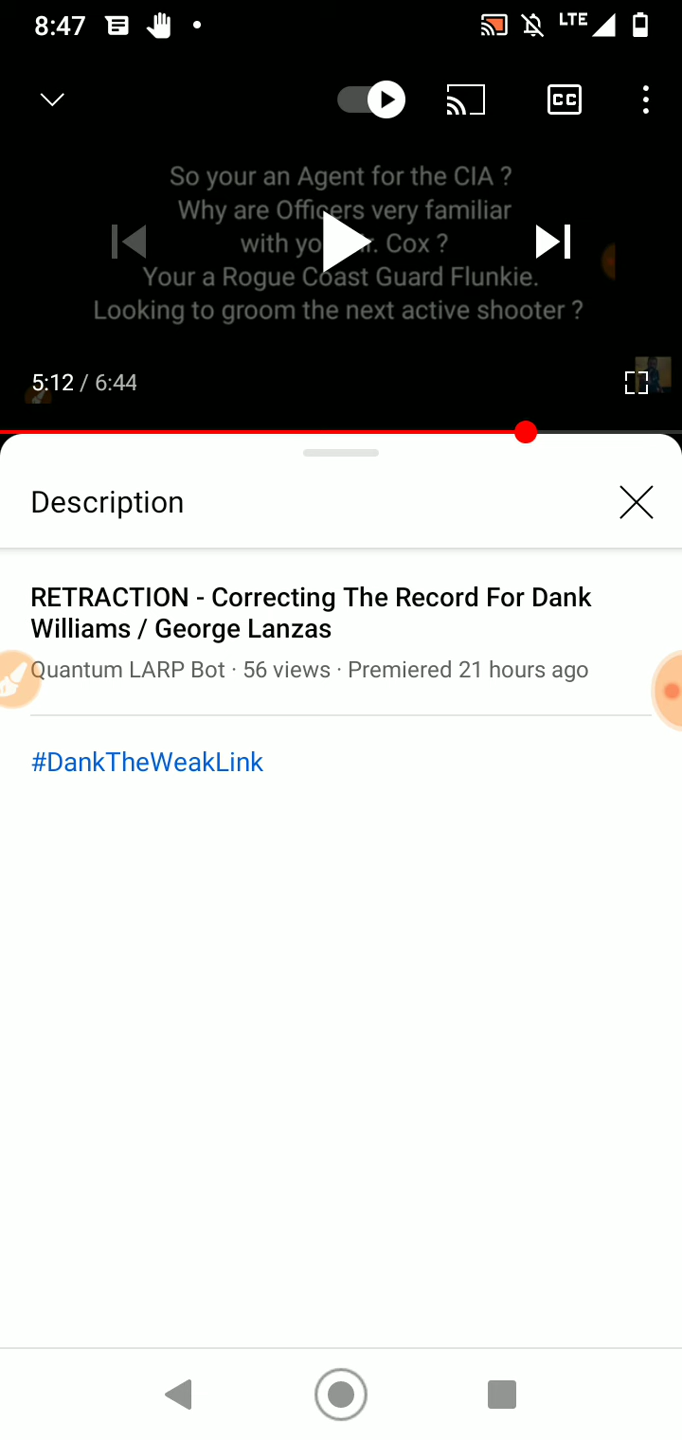 8:47
LTE
CC
So your an Agent for the CIA ?
Why are Officers very familiar
with . Cox ?
Your a Rogue Coast Guard Flunkie.
Looking to groom the next active shooter ?
5:12 / 6:44
Description
RETRACTION - Correcting The Record For Dank
Williams / George Lanzas
Quantum LARP Bot · 56 views · Premiered 21 hours ago
#DankTheWeakLink